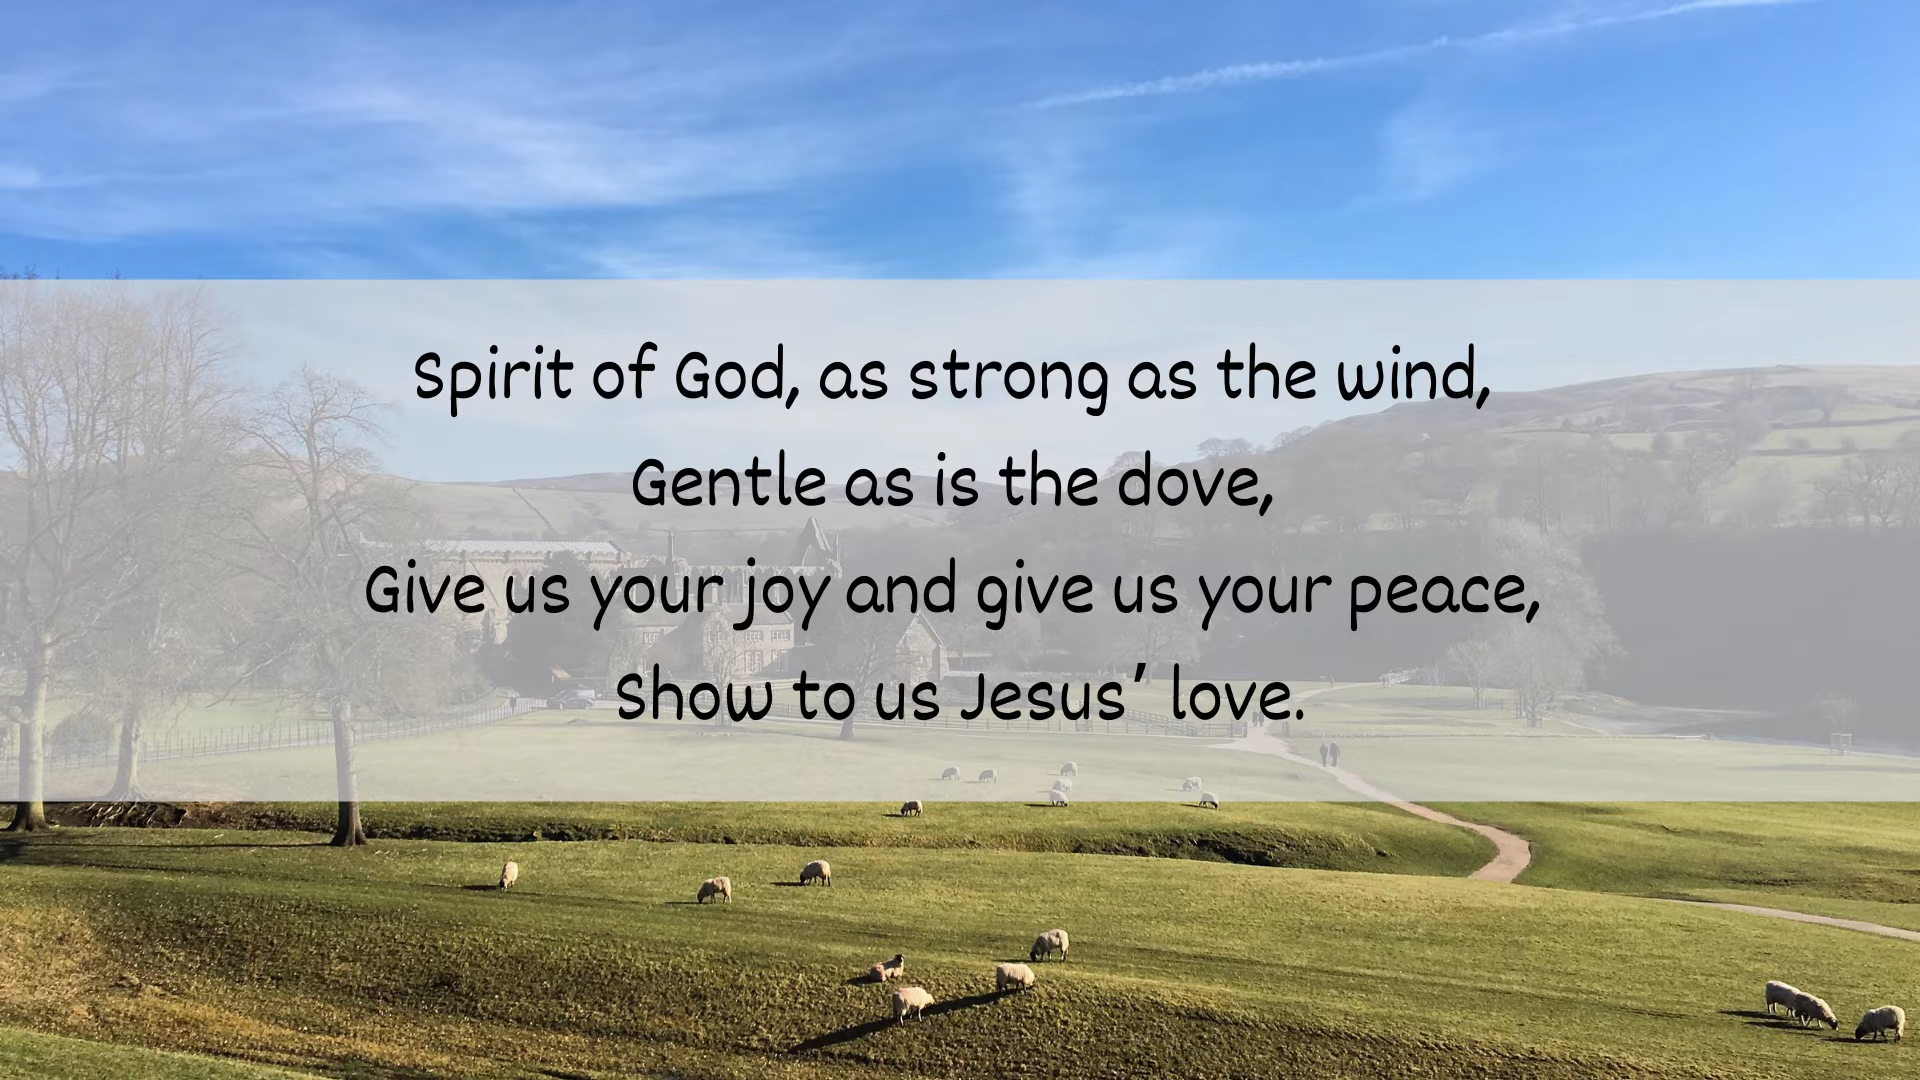 Spirit of God, as strong as the wind,
Gentle as is the dove,
Give us your joy and give us your peace,
Show to us Jesus’ love.